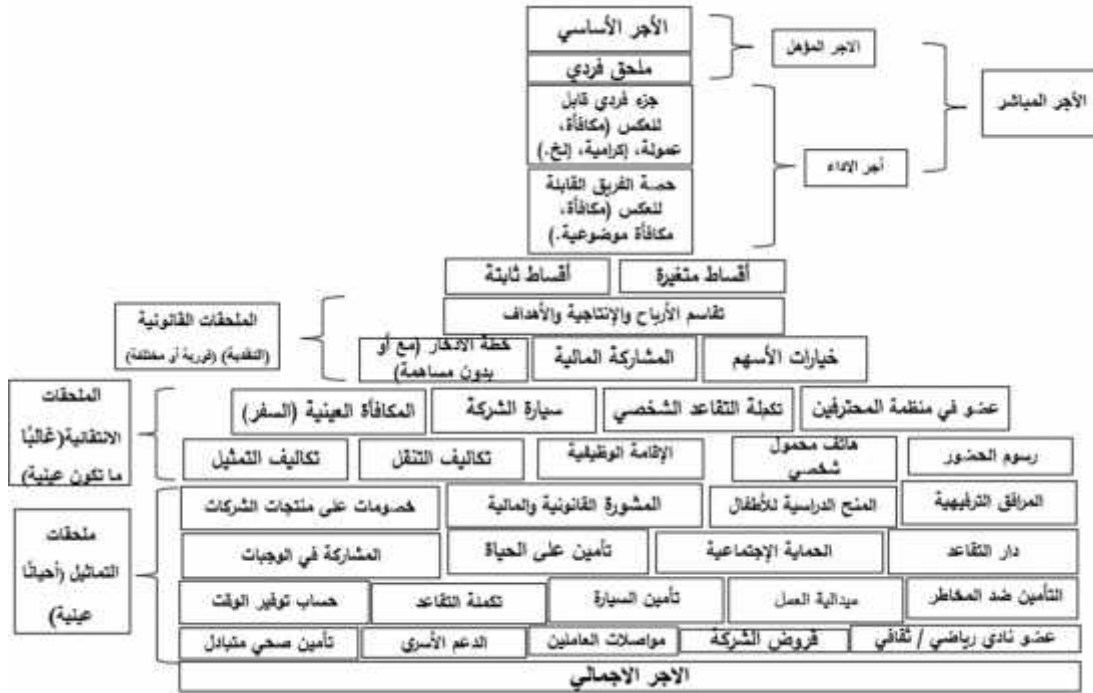 الأجر الأساسي
ملحق فردي
الاجر المؤهل
الأجر المباشر
جزء فردي قابل
للعكس (مكافأة،
عمولة، إكرامية، إلخ.)
أجر الاداء
حصة الفريق القابلة
للعكس (مكافأة،
مكافأة موضوعية.)
أقساط متغيرة
أقساط ثابتة
تقاسم الأرباح والإنتاجية والأهداف
خيارات الأسهم
المشاركة المالية
خطة الادخار (مع أو
بدون مساهمة)
الملحقات القانونية
(النقدية) (فورية أو مختلفة)
عضو في منظمة المحترفين
تكملة التقاعد الشخصي
سيارة الشركة
المكافأة العينية (السفر)
رسوم الحضور
هاتف محمول
شخصي
الإقامة الوظيفية
تكاليف التنقل
تكاليف التمثيل
الملحقات
الانتقائية(غالبًا
ما تكون عينية)
المرافق الترفيهية
المنح الدراسية للأطفال
المشورة القانونية والمالية
خصومات على منتجات الشركات
دار التقاعد
الحماية الإجتماعية
تأمين على الحياة
المشاركة في الوجبات
التأمين ضد المخاطر
ميدالية العمل
تأمين السيارة
تكملة التقاعد
حساب توفير الوقت
عضو نادي رياضي / ثقافي
قروض الشركة
مواصلات العاملين
الدعم الأسري
تأمين صحي متبادل
ملحقات
التماثيل (أحيانًا
عينية)
الاجر الاجمالي